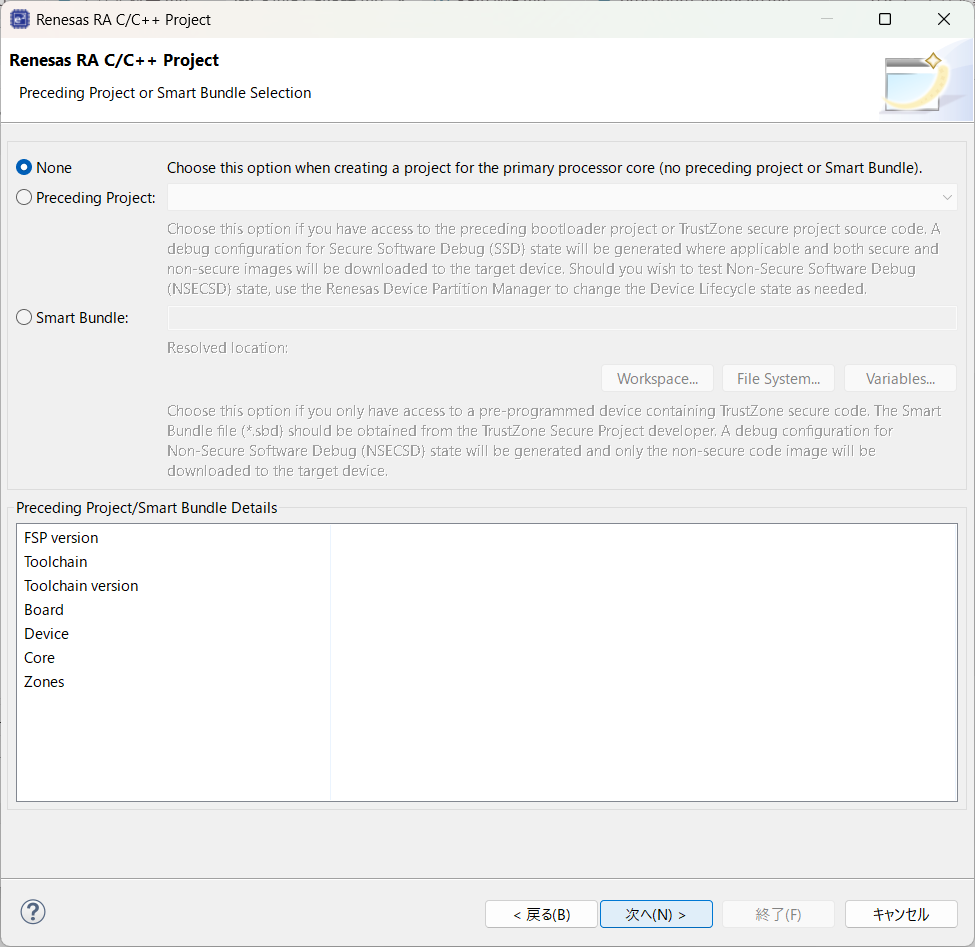 Renesas RA C/C++ Project
Renesas RA C/C++ Project
Preceding Project or Smart Bundle Selection
None
Choose this option when creating a project for the primary processor core (no preceding project or Smart Bundle).
Preceding Project:
Choose this option if you have access to the preceding bootloader project or TrustZone secure project source code. A
debug configuration for Secure Software Debug (SSD) state will be generated where applicable and both secure and
non-secure images will be downloaded to the target device. Should you wish to test Non-Secure Software Debug
(NSECSD) state, use the Renesas Device Partition Manager to change the Device Lifecycle state as needed.
Smart Bundle:
Resolved location:
Workspace...
File System...
Variables...
Choose this option if you only have access to a pre-programmed device containing TrustZone secure code. The Smart
Bundle file (*.sbd) should be obtained from the TrustZone Secure Project developer. A debug configuration for
Non-Secure Software Debug (NSECSD) state will be generated and only the non-secure code image will be
downloaded to the target device.
Preceding Project/Smart Bundle Details
FSP version
Toolchain
Toolchain version
Board
Device
Core
Zones
?
< 戻る(B)
次へ(N) >
終了(F)
キャンセル